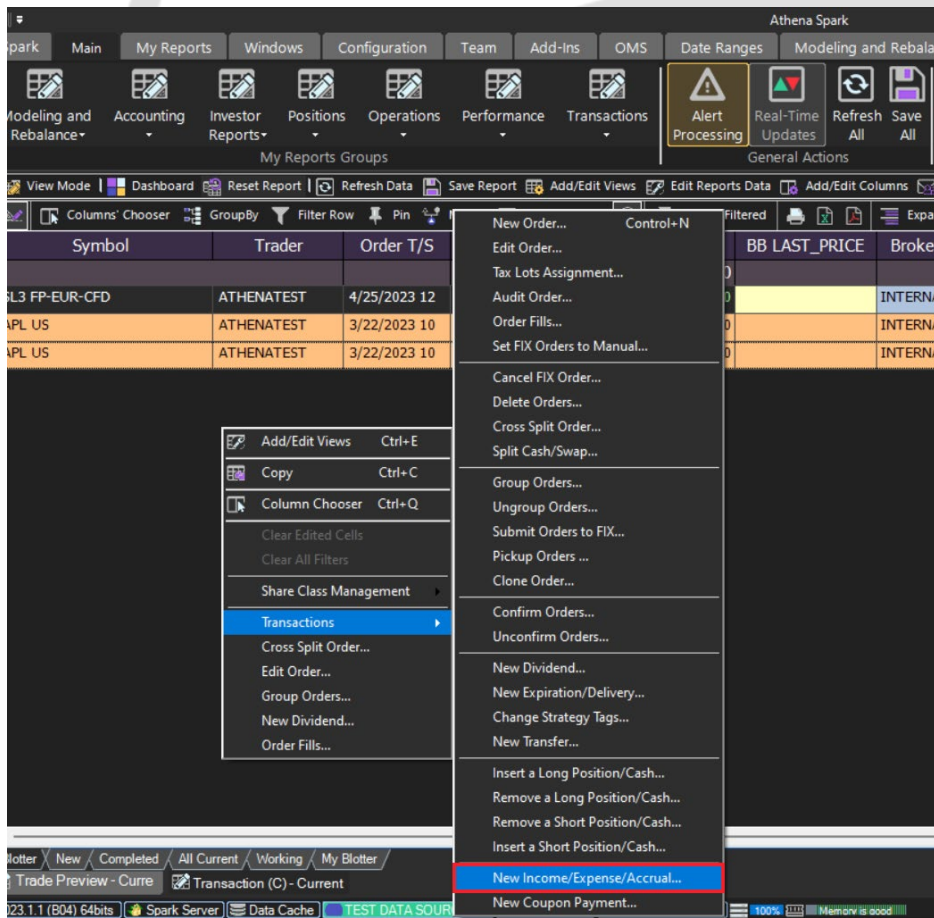 Athena Spark
Spark Main My Reports Windows Configuration Team Add-Ins OMS Date Ranges Modeling and Rebala
Modeling and Rebalance Accounting Investor Reports Positions Operations Performance Transactions Alert Processing Real-Time Updates Refresh All Save All
My Reports Groups General Actions
View Mode Dashboard Reset Report Refresh Data Save Report Add/Edit Views Edit Reports Data Add/Edit Columns
Columns' Chooser GroupBy Filter Row Pin Filtered Expa
Symbol Trader Order T/S BB LAST_PRICE Broke
SL3 FP-EUR-CFD ATHENATEST 4/25/2023 12 INTERNA
APL US ATHENATEST 3/22/2023 10 INTERNA
APL US ATHENATEST 3/22/2023 10 INTERNA
Add/Edit Views Ctrl+E
Copy Ctrl+C
Column Chooser Ctrl+Q
Clear Edited Cells
Clear All Filters
Share Class Management
Transactions
Cross Split Order...
Edit Order...
Group Orders...
New Dividend...
Order Fills...
New Order... Control+N
Edit Order...
Tax Lots Assignment...
Audit Order...
Order Fills...
Set FIX Orders to Manual...
Cancel FIX Order...
Delete Orders...
Cross Split Order...
Split Cash/Swap...
Group Orders...
Ungroup Orders...
Submit Orders to FIX...
Pickup Orders ...
Clone Order...
Confirm Orders...
Unconfirm Orders...
New Dividend...
New Expiration/Delivery...
Change Strategy Tags...
New Transfer...
Insert a Long Position/Cash...
Remove a Long Position/Cash...
Remove a Short Position/Cash...
Insert a Short Position/Cash...
New Income/Expense/Accrual...
New Coupon Payment...
Blotter New Completed All Current Working My Blotter
Trade Preview - Curre Transaction (C) - Current
023.1.1 (B04) 64bits Spark Server Data Cache TEST DATA SOUR 100% Memory is good